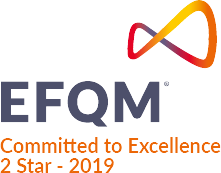 EFQM®
Committed to Excellence
2 Star - 2019